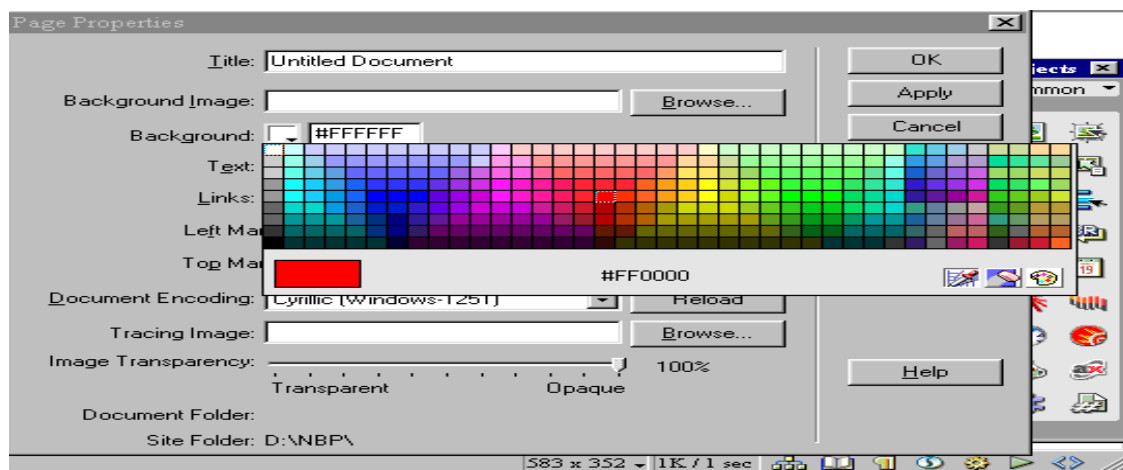 Page Properties
Title: Untitled Document
OK
jects
Background Image: Browse...
Apply
mmon
Background: #FFFFFF
Cancel
Text:
Links:
Left Ma
Top Ma
#FF0000
19
Document Encoding: Cyrillic (Windows-1251)
Reload
Tracing Image: Browse...
Image Transparency: 100%
Transparent Opaque
Help
Document Folder:
Site Folder: D:\NBP\
583 x 352 1K / 1 sec